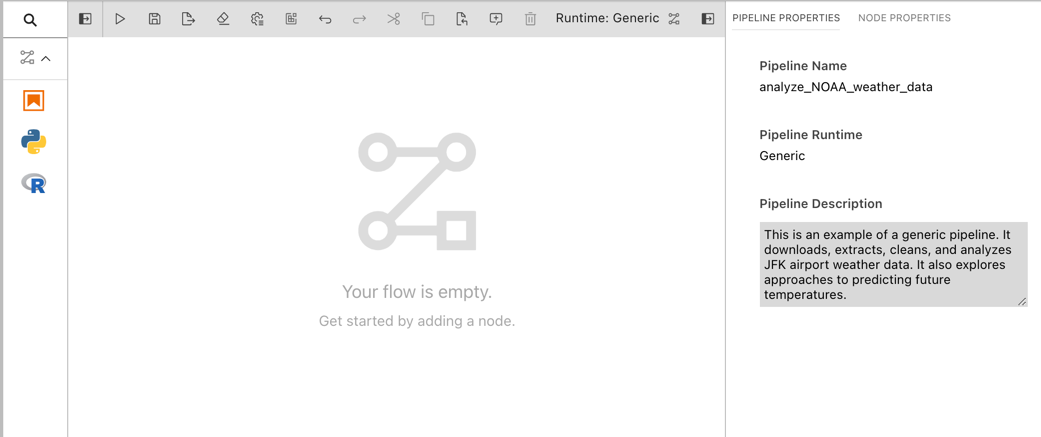 Runtime: Generic
PIPELINE PROPERTIES
NODE PROPERTIES
Pipeline Name
analyze_NOAA_weather_data
Pipeline Runtime
Generic
Pipeline Description
This is an example of a generic pipeline. It
downloads, extracts, cleans, and analyzes
JFK airport weather data. It also explores
approaches to predicting future
temperatures.
R
Your flow is empty.
Get started by adding a node.